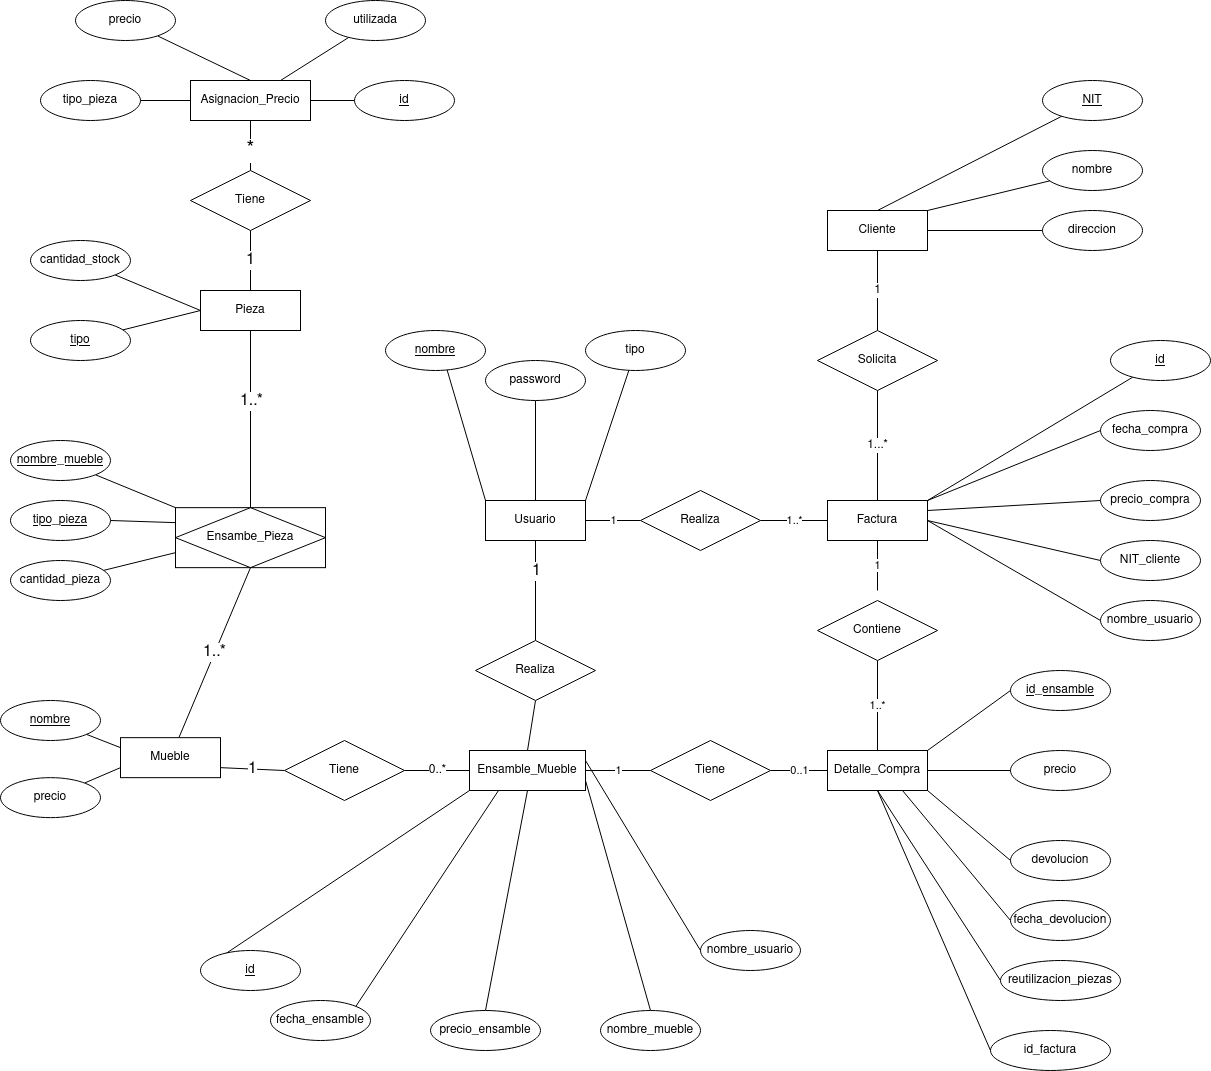 precio
utilizada
tipo_pieza
Asignacion_Precio
id
*
Tiene
1
cantidad_stock
Pieza
tipo
1..*
nombre_mueble
tipo_pieza
Ensambe_Pieza
cantidad_pieza
1..*
nombre
Mueble
precio
1
Tiene
0..*
nombre
password
tipo
Usuario
1
Realiza
1..*
1
Realiza
Ensamble_Mueble
1
Tiene
0..1
id
fecha_ensamble
precio_ensamble
nombre_mueble
nombre_usuario
NIT
nombre
Cliente
direccion
1
Solicita
1...*
id
fecha_compra
precio_compra
Factura
NIT_cliente
nombre_usuario
1
Contiene
1..*
id_ensamble
Detalle_Compra
precio
devolucion
fecha_devolucion
reutilizacion_piezas
id_factura